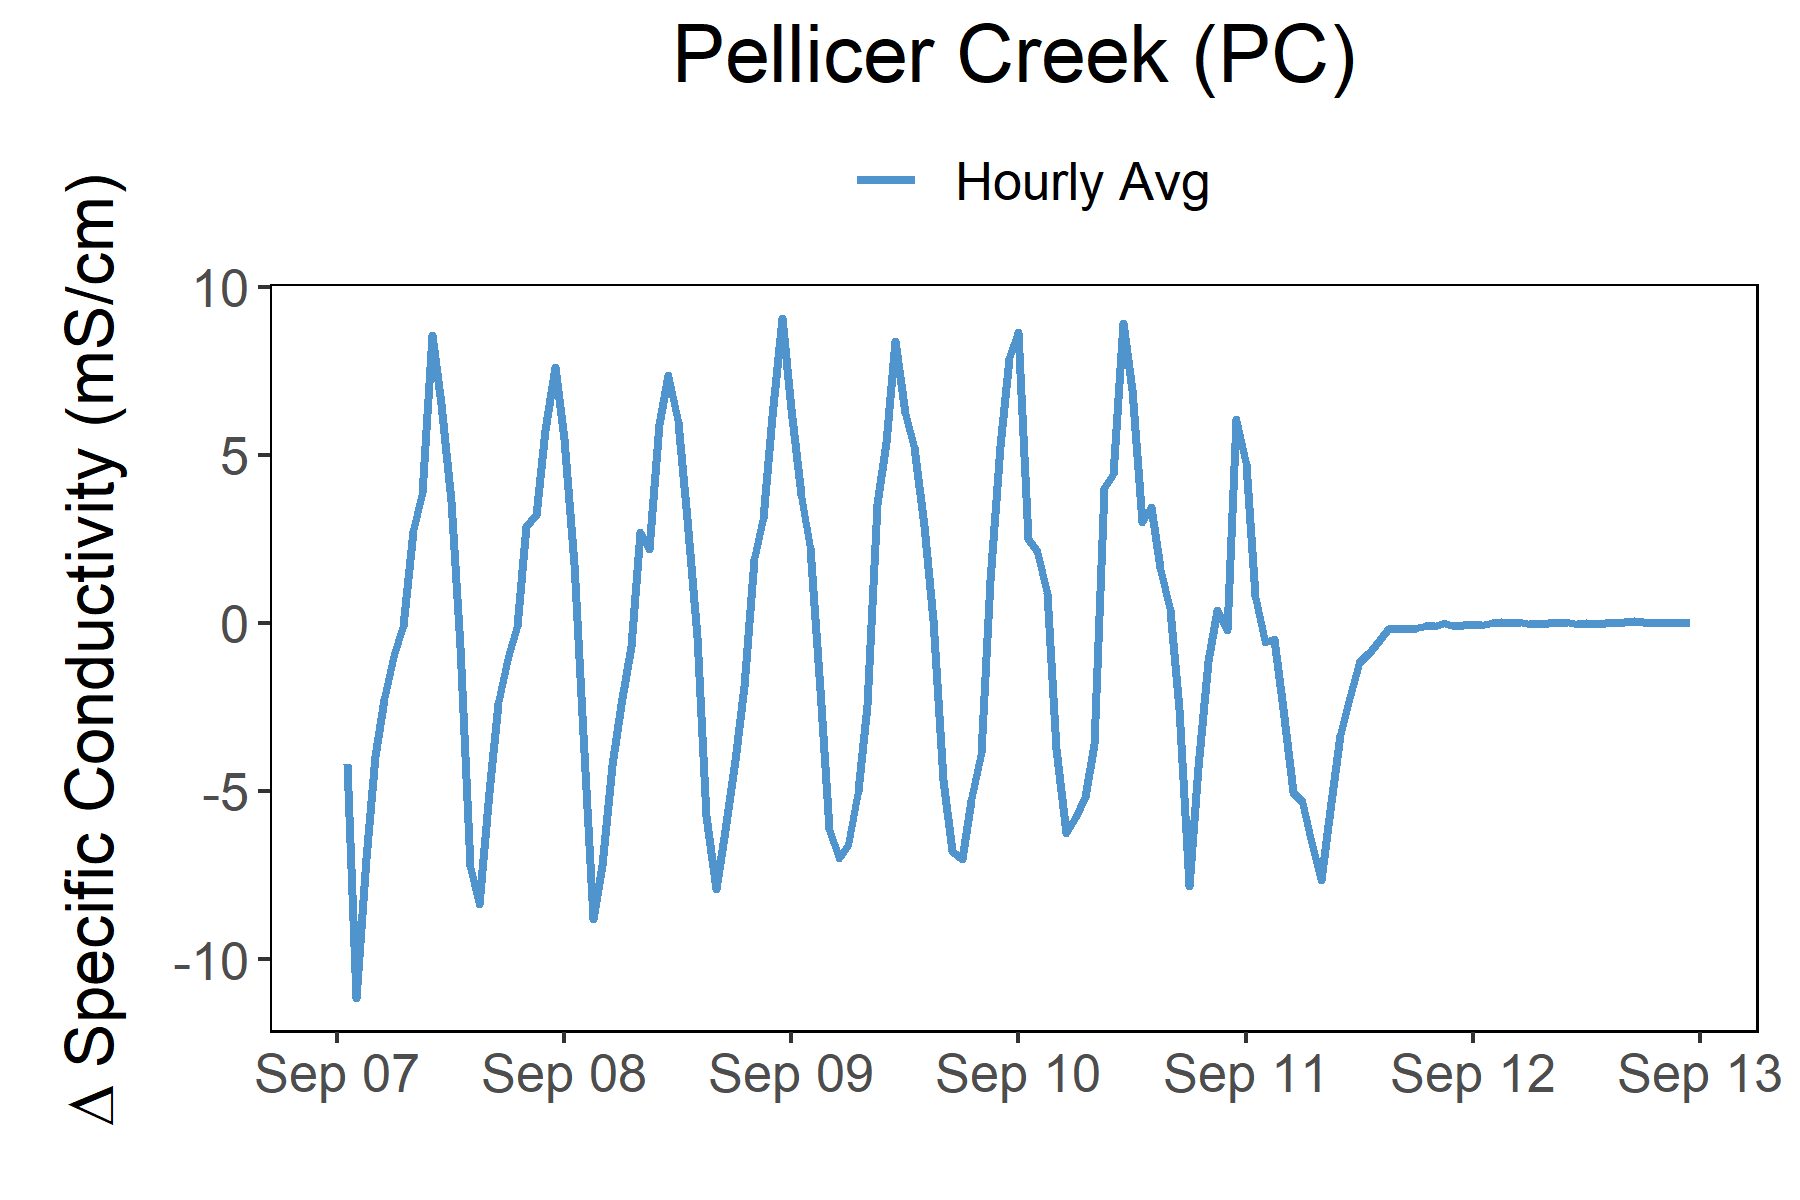 Pellicer Creek (PC)
Hourly Avg
Δ Specific Conductivity (mS/cm)
10
5
0
-5
-10
Sep 07 Sep 08 Sep 09 Sep 10 Sep 11 Sep 12 Sep 13